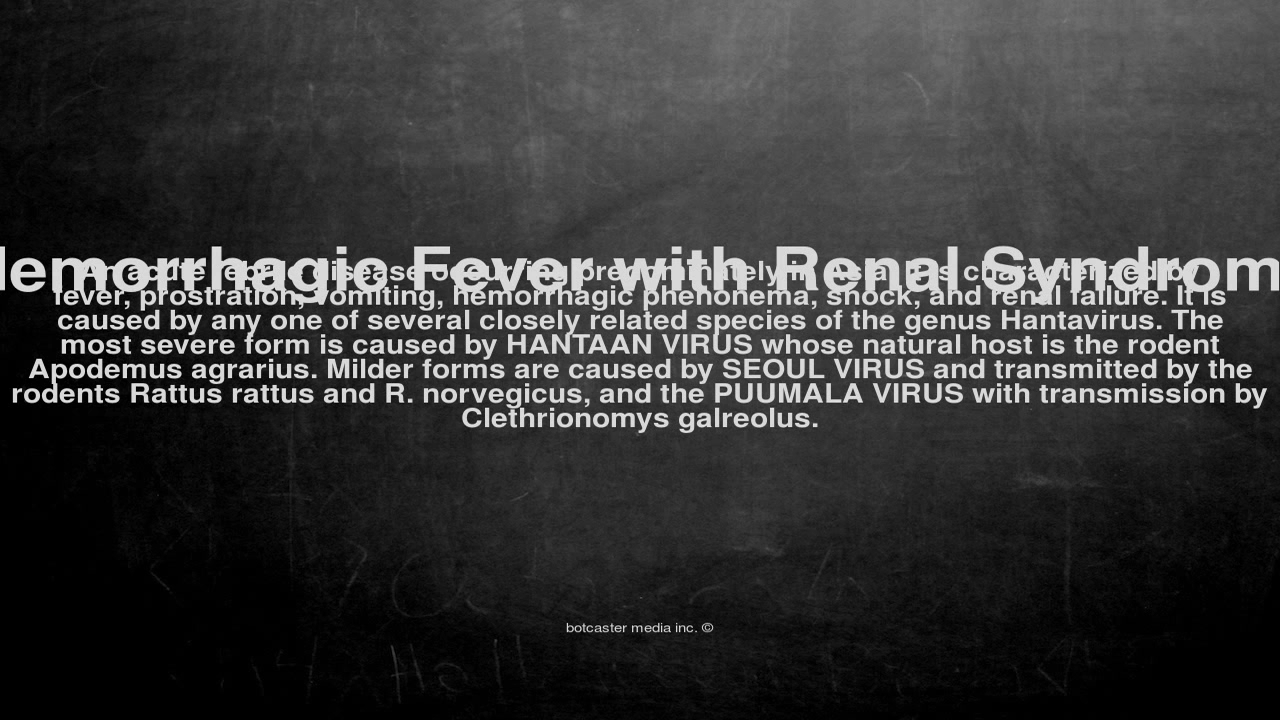 Hemorrhagic Fever with Renal Syndrome
An acute febrile disease occurring predominately in Asia. It is characterized by
fever, prostration, vomiting, hemorrhagic phenonema, shock, and renal failure. It is
caused by any one of several closely related species of the genus Hantavirus. The
most severe form is caused by HANTAAN VIRUS whose natural host is the rodent
Apodemus agrarius. Milder forms are caused by SEOUL VIRUS and transmitted by the
rodents Rattus rattus and R. norvegicus, and the PUUMALA VIRUS with transmission by
Clethrionomys galreolus.
botcaster media inc. ©